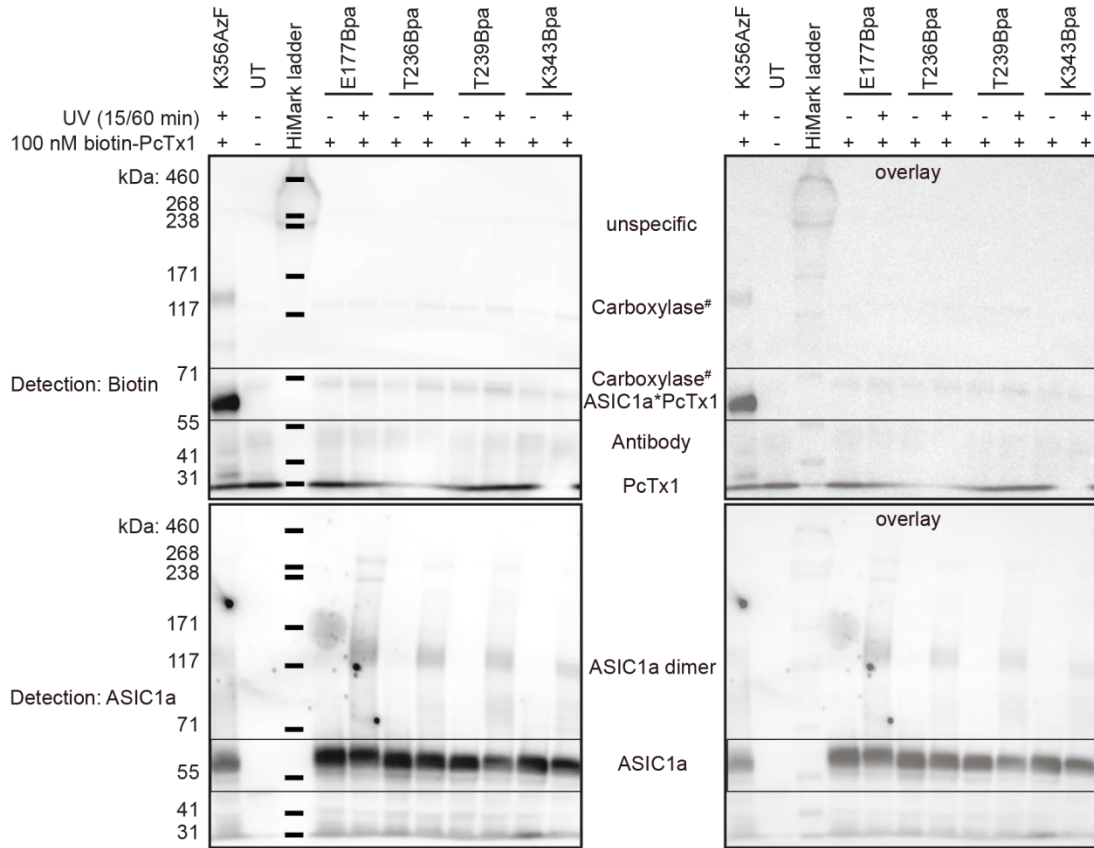 K356AzF UT HiMark ladder E177Bpa T236Bpa T239Bpa K343Bpa
K356AzF UT HiMark ladder E177Bpa T236Bpa T239Bpa K343Bpa
UV (15/60 min) + - - + - + - + - +
+ - - + - + - + - +
100 nM biotin-PcTx1 + - + + + + + + + +
+ - + + + + + + + +
kDa: 460
268
238
171
117
71
55
41
31
Detection: Biotin
unspecific
Carboxylase#
Carboxylase#
ASIC1a*PcTx1
Antibody
PcTx1
overlay
kDa: 460
268
238
171
117
71
55
41
31
Detection: ASIC1a
ASIC1a dimer
ASIC1a
overlay